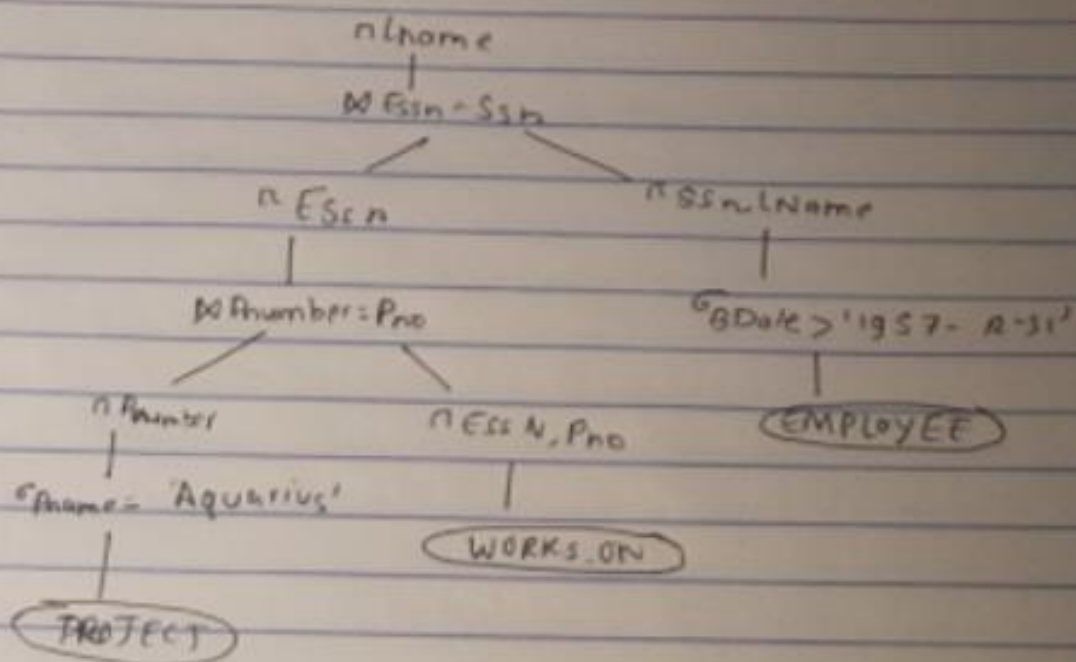 π Lname
⋈ Essn = Ssn
π Essn π Ssn, LName
⋈ Pnumber = Pno σ BDate > '1957-12-31'
π Pnumber π EssN, Pno EMPLOYEE
σ Pname = 'Aquarius'
WORKS_ON
PROJECT